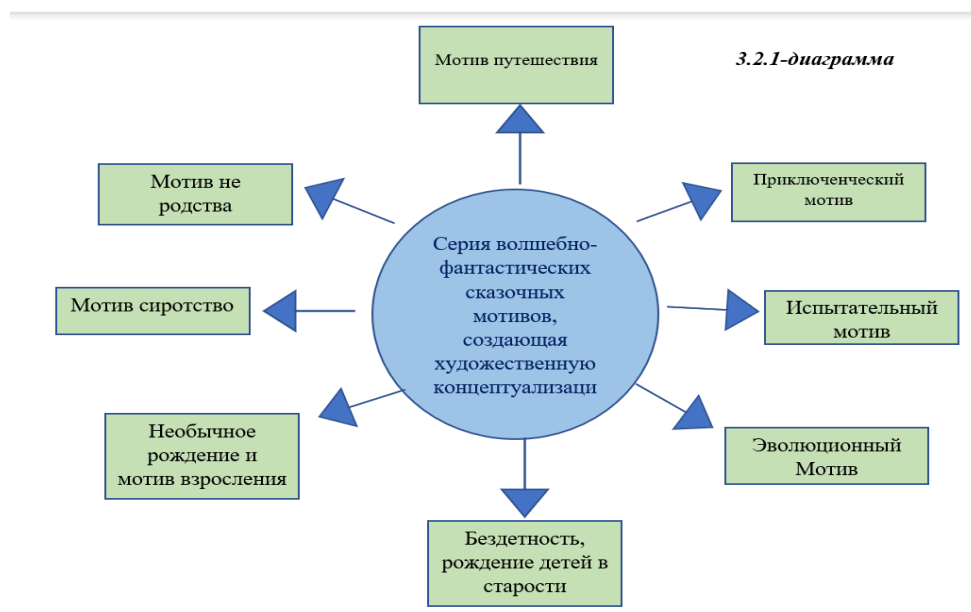 3.2.1-диаграмма
Мотив путешествия
Мотив не
родства
Приключенческий
мотив
Серия волшебно-
фантастических
сказочных
мотивов,
создающая
художественную
концептуализаци
Мотив сиротство
Испытательный
мотив
Необычное
рождение и
мотив взросления
Эволюционный
Мотив
Бездетность,
рождение детей в
старости